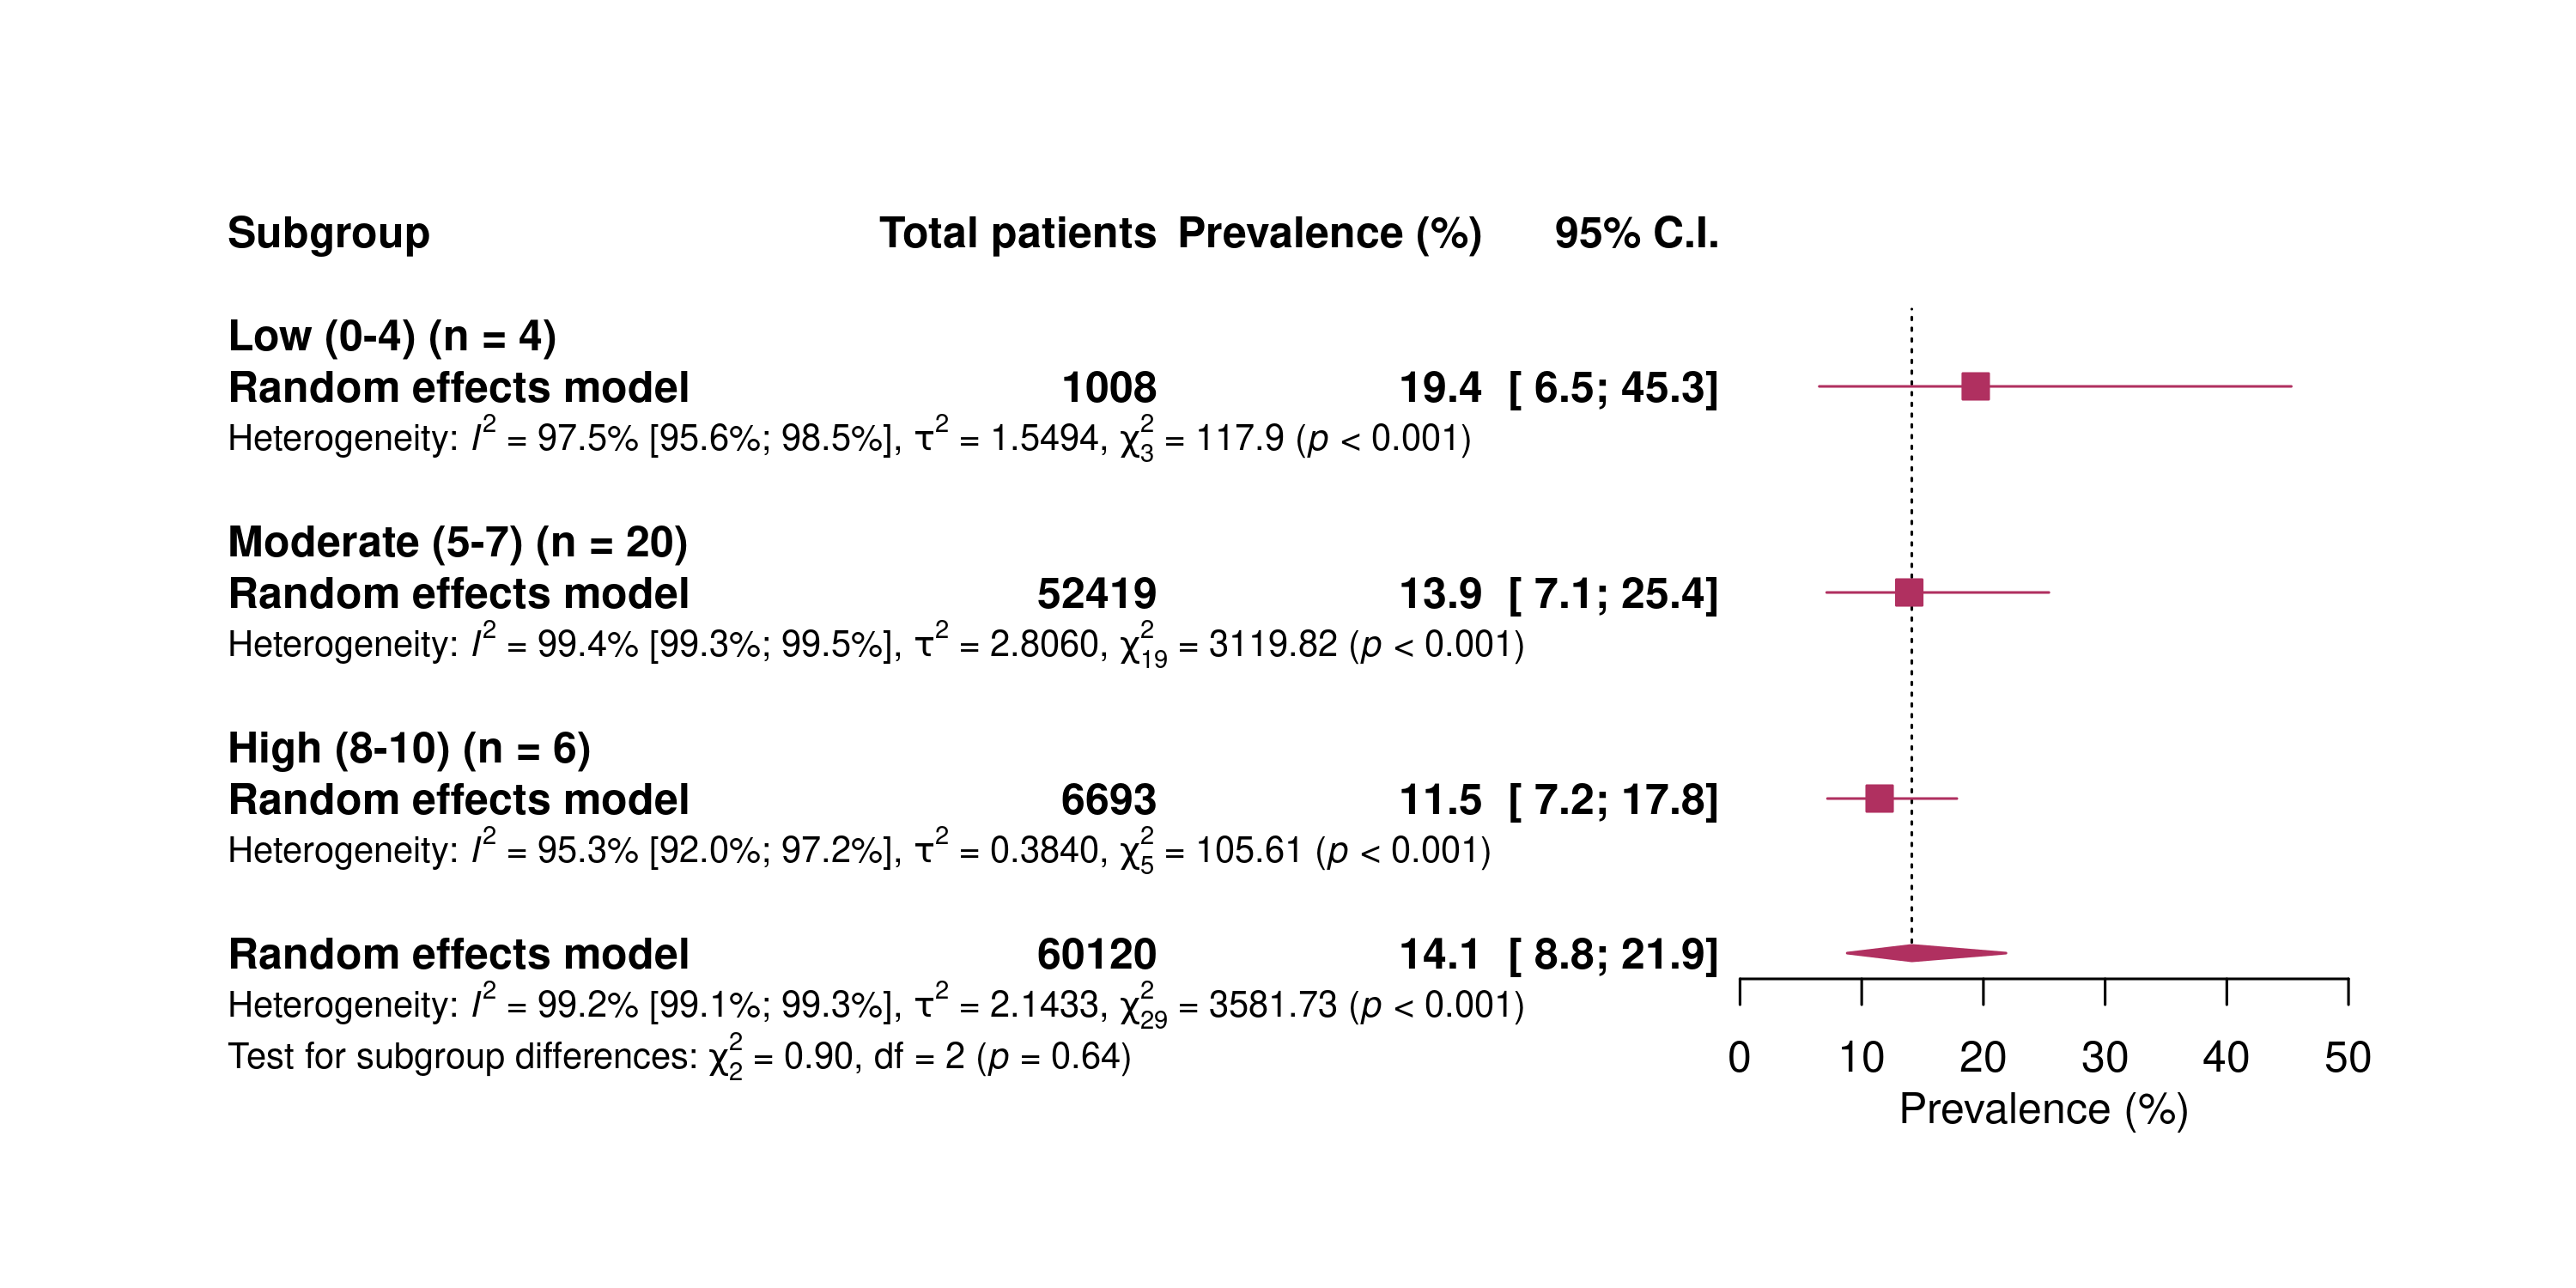 Subgroup Total patients Prevalence (%) 95% C.I.
Low (0-4) (n = 4)
Random effects model 1008 19.4 [ 6.5; 45.3]
Heterogeneity: I² = 97.5% [95.6%; 98.5%], τ² = 1.5494, χ²₃ = 117.9 (p < 0.001)
Moderate (5-7) (n = 20)
Random effects model 52419 13.9 [ 7.1; 25.4]
Heterogeneity: I² = 99.4% [99.3%; 99.5%], τ² = 2.8060, χ²₁₉ = 3119.82 (p < 0.001)
High (8-10) (n = 6)
Random effects model 6693 11.5 [ 7.2; 17.8]
Heterogeneity: I² = 95.3% [92.0%; 97.2%], τ² = 0.3840, χ²₅ = 105.61 (p < 0.001)
Random effects model 60120 14.1 [ 8.8; 21.9]
Heterogeneity: I² = 99.2% [99.1%; 99.3%], τ² = 2.1433, χ²₂₉ = 3581.73 (p < 0.001)
Test for subgroup differences: χ²₂ = 0.90, df = 2 (p = 0.64)
0 10 20 30 40 50
Prevalence (%)